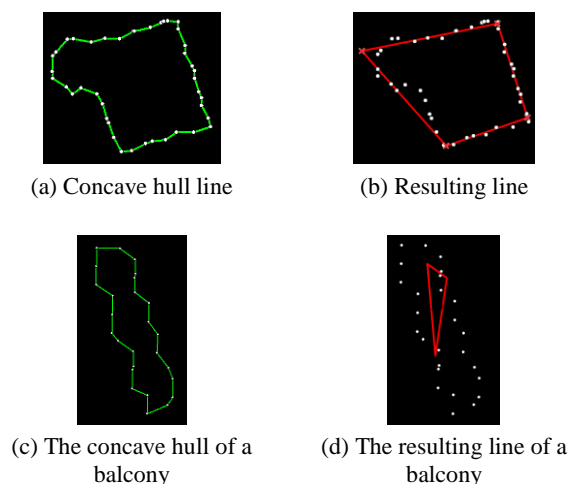 (a) Concave hull line
(b) Resulting line
(c) The concave hull of a
balcony
(d) The resulting line of a
balcony